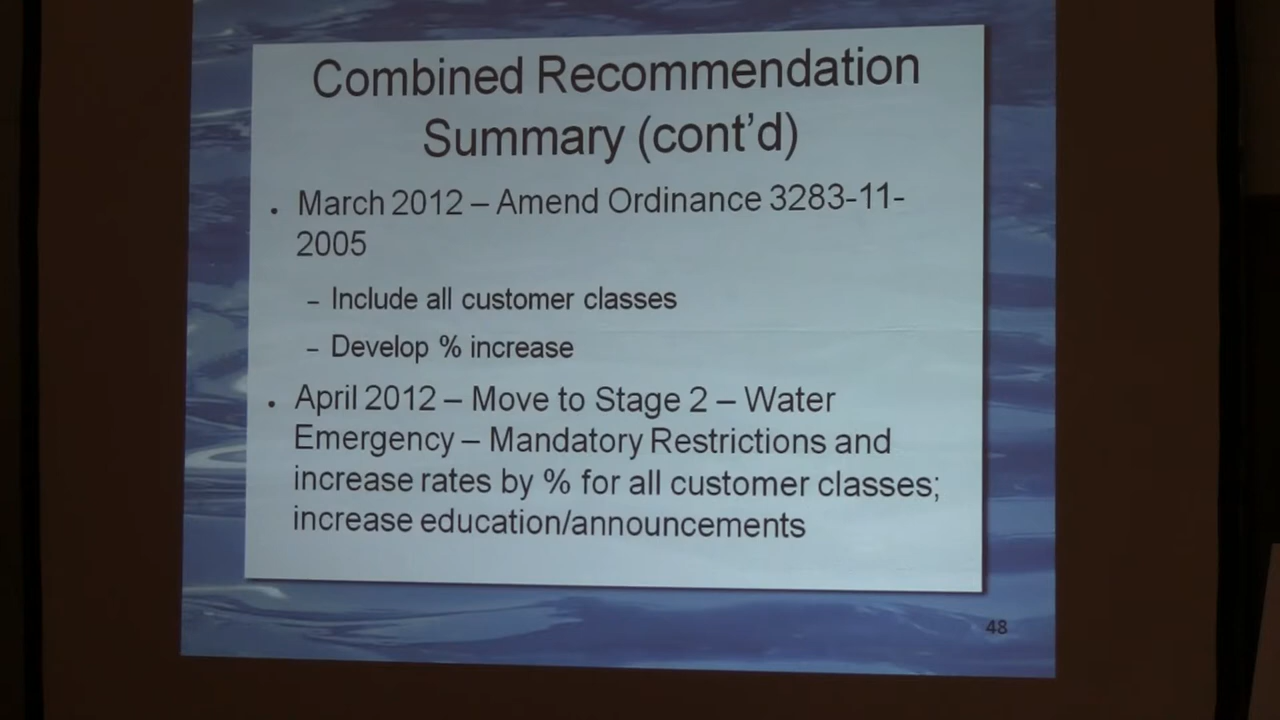 Combined Recommendation
Summary (cont'd)
• March 2012 – Amend Ordinance 3283-11-
2005
– Include all customer classes
– Develop % increase
• April 2012 – Move to Stage 2 – Water
Emergency – Mandatory Restrictions and
increase rates by % for all customer classes;
increase education/announcements
48